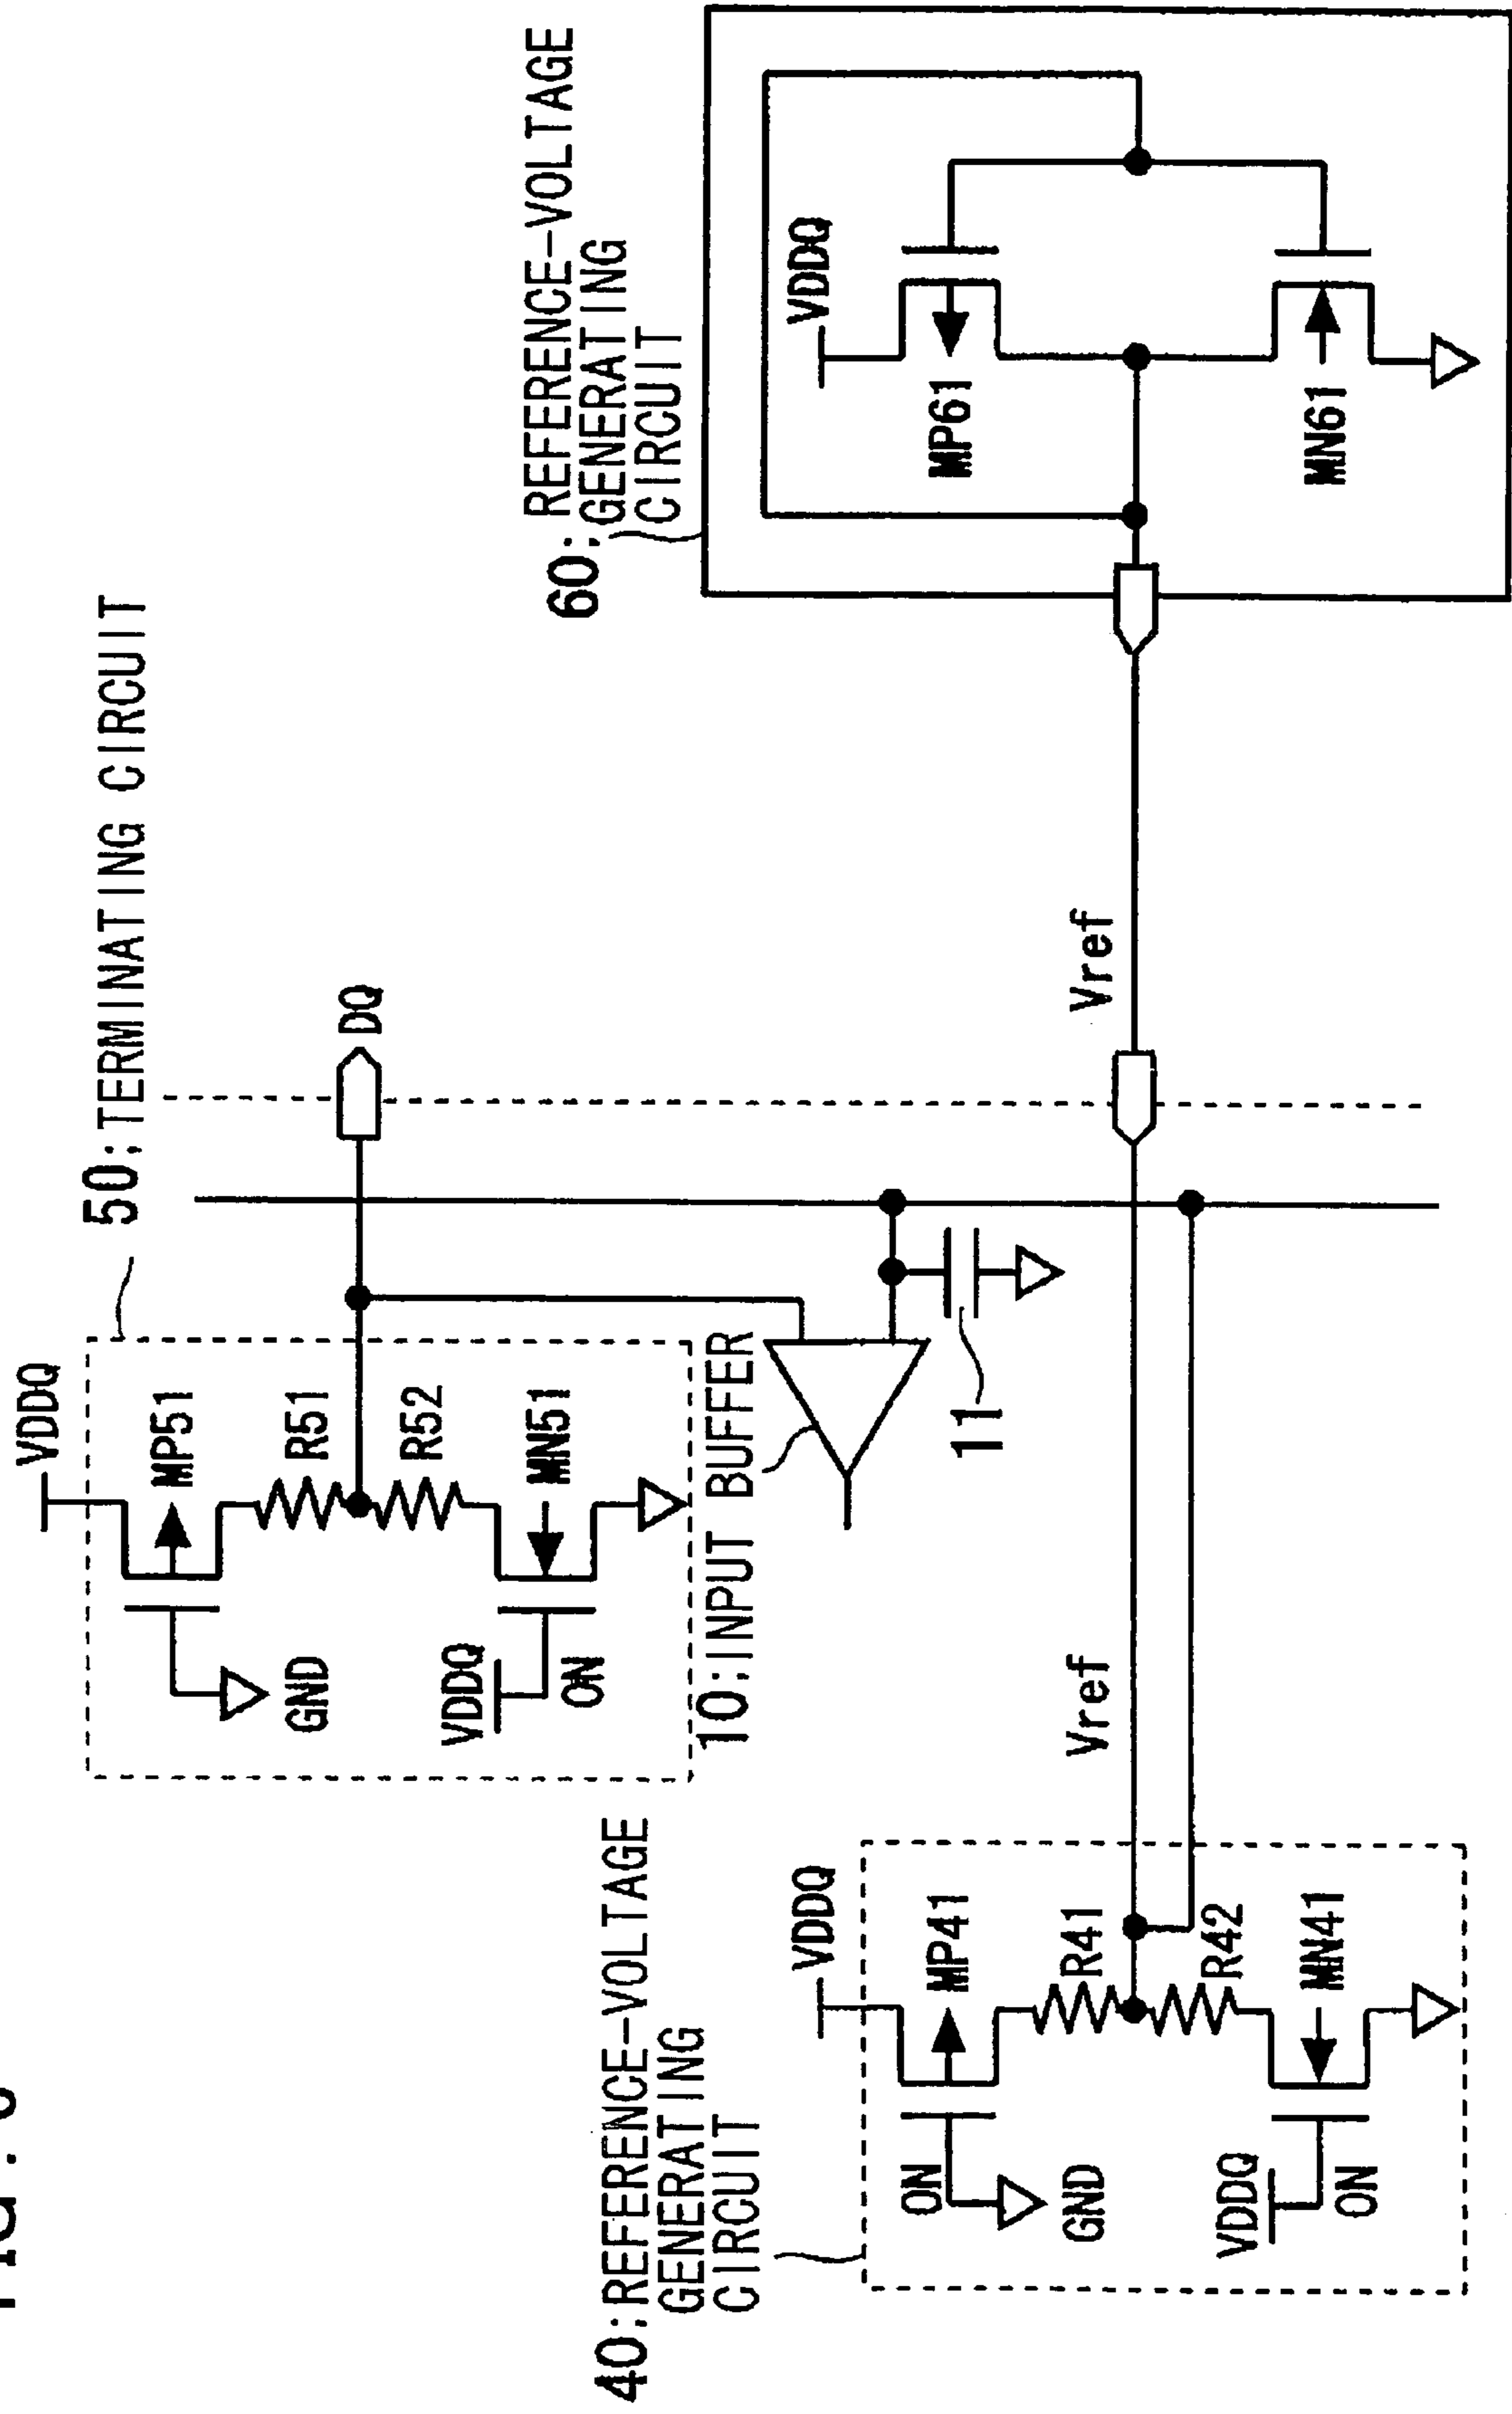 50:TERMINATING CIRCUIT
VDDQ
MP51
R51
R52
MN51
GND
VDDQ
ON
DQ
10:INPUT BUFFER
11
40:REFERENCE-VOLTAGE
GENERATING
CIRCUIT
VDDQ
ON
MP41
GND
R41
R42
VDDQ
MN41
ON
Vref
Vref
60:
REFERENCE-VOLTAGE
GENERATING
CIRCUIT
VDDQ
MP61
MN61